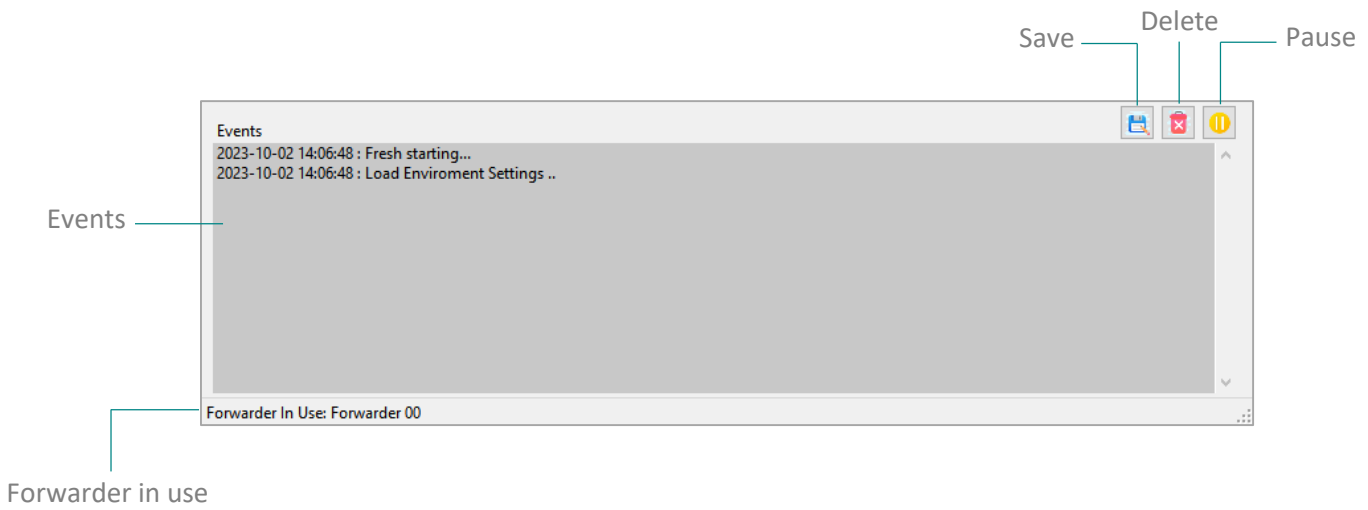 Delete
Save
Pause
Events
2023-10-02 14:06:48 : Fresh starting...
2023-10-02 14:06:48 : Load Enviroment Settings ..
Events
Forwarder In Use: Forwarder 00
Forwarder in use